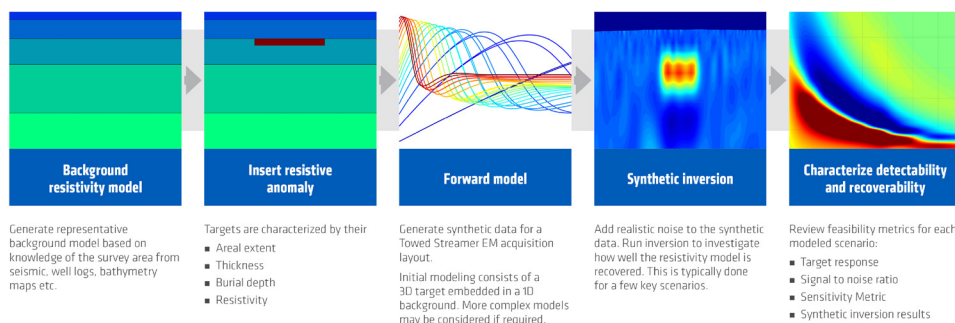 Background
resistivity model
Generate representative
background model based on
knowledge of the survey area from
seismic, well logs, bathymetry
maps etc.
Insert resistive
anomaly
Targets are characterized by their
■ Areal extent
■ Thickness
■ Burial depth
■ Resistivity
Forward model
Generate synthetic data for a
Towed Streamer EM acquisition
layout.
Initial modeling consists of a
3D target embedded in a 1D
background. More complex models
may be considered if required.
Synthetic inversion
Add realistic noise to the synthetic
data. Run inversion to investigate
how well the resistivity model is
recovered. This is typically done
for a few key scenarios.
Characterize detectability
and recoverability
Review feasibility metrics for each
modeled scenario:
■ Target response
■ Signal to noise ratio
■ Sensitivity Metric
■ Synthetic inversion results